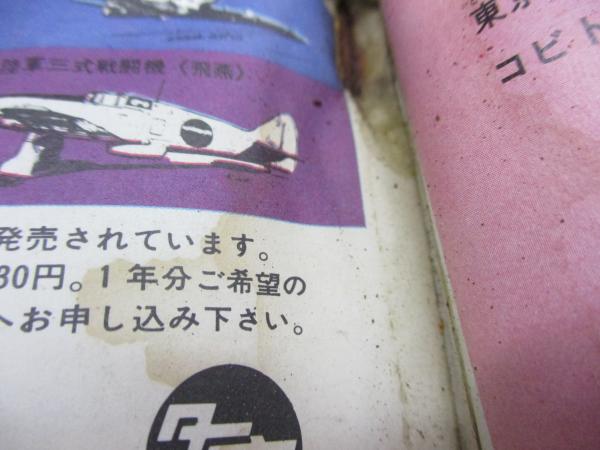 陸軍三式戦闘機〈飛燕〉
発売されています。
30円。1年分ご希望の
へお申し込み下さい。
東京
コビト